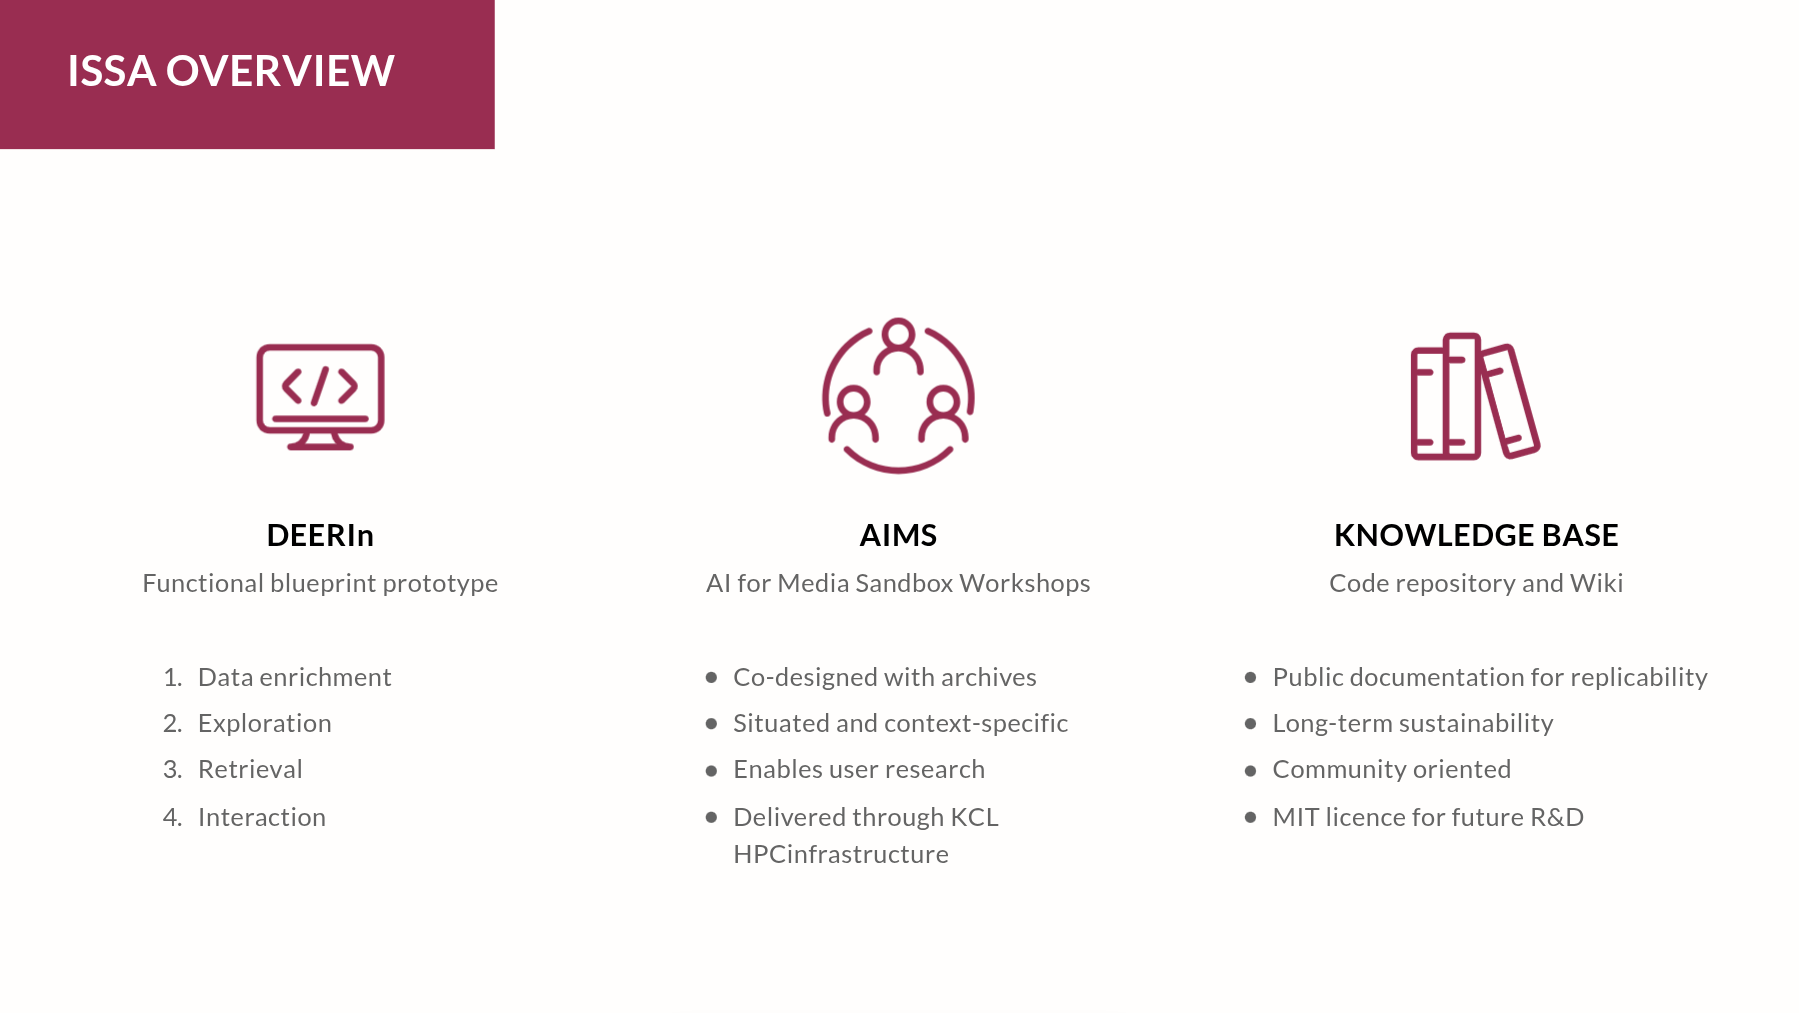 ISSA OVERVIEW
DEERIn
Functional blueprint prototype
1. Data enrichment
2. Exploration
3. Retrieval
4. Interaction
AIMS
AI for Media Sandbox Workshops
● Co-designed with archives
● Situated and context-specific
● Enables user research
● Delivered through KCL
HPCinfrastructure
KNOWLEDGE BASE
Code repository and Wiki
● Public documentation for replicability
● Long-term sustainability
● Community oriented
● MIT licence for future R&D